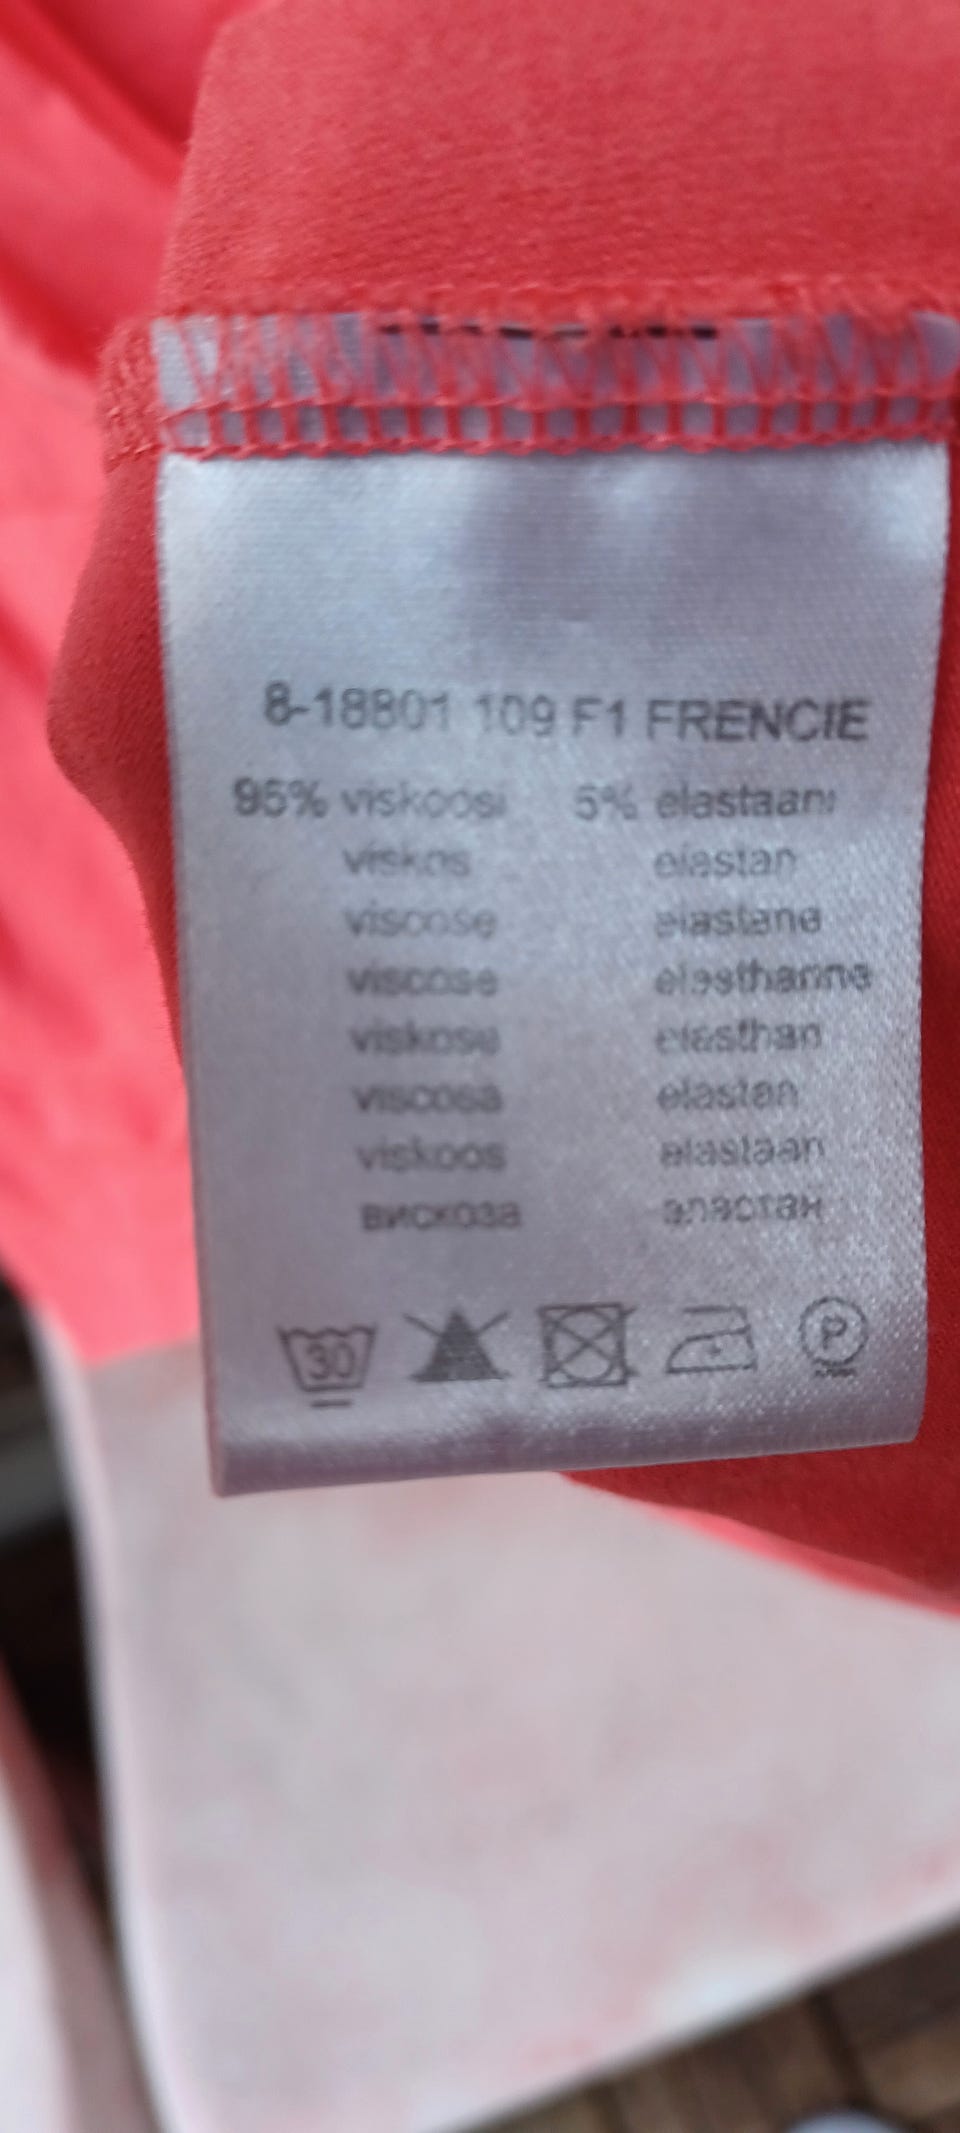 8-18801 109 F1 FRENCIE
95% viskoosi 5% elastaani
viskos elastan
viscose elastane
viscose elasthanne
viskose elasthan
viscosa elastan
viskoos elastaan
вискоза эластан
30 P